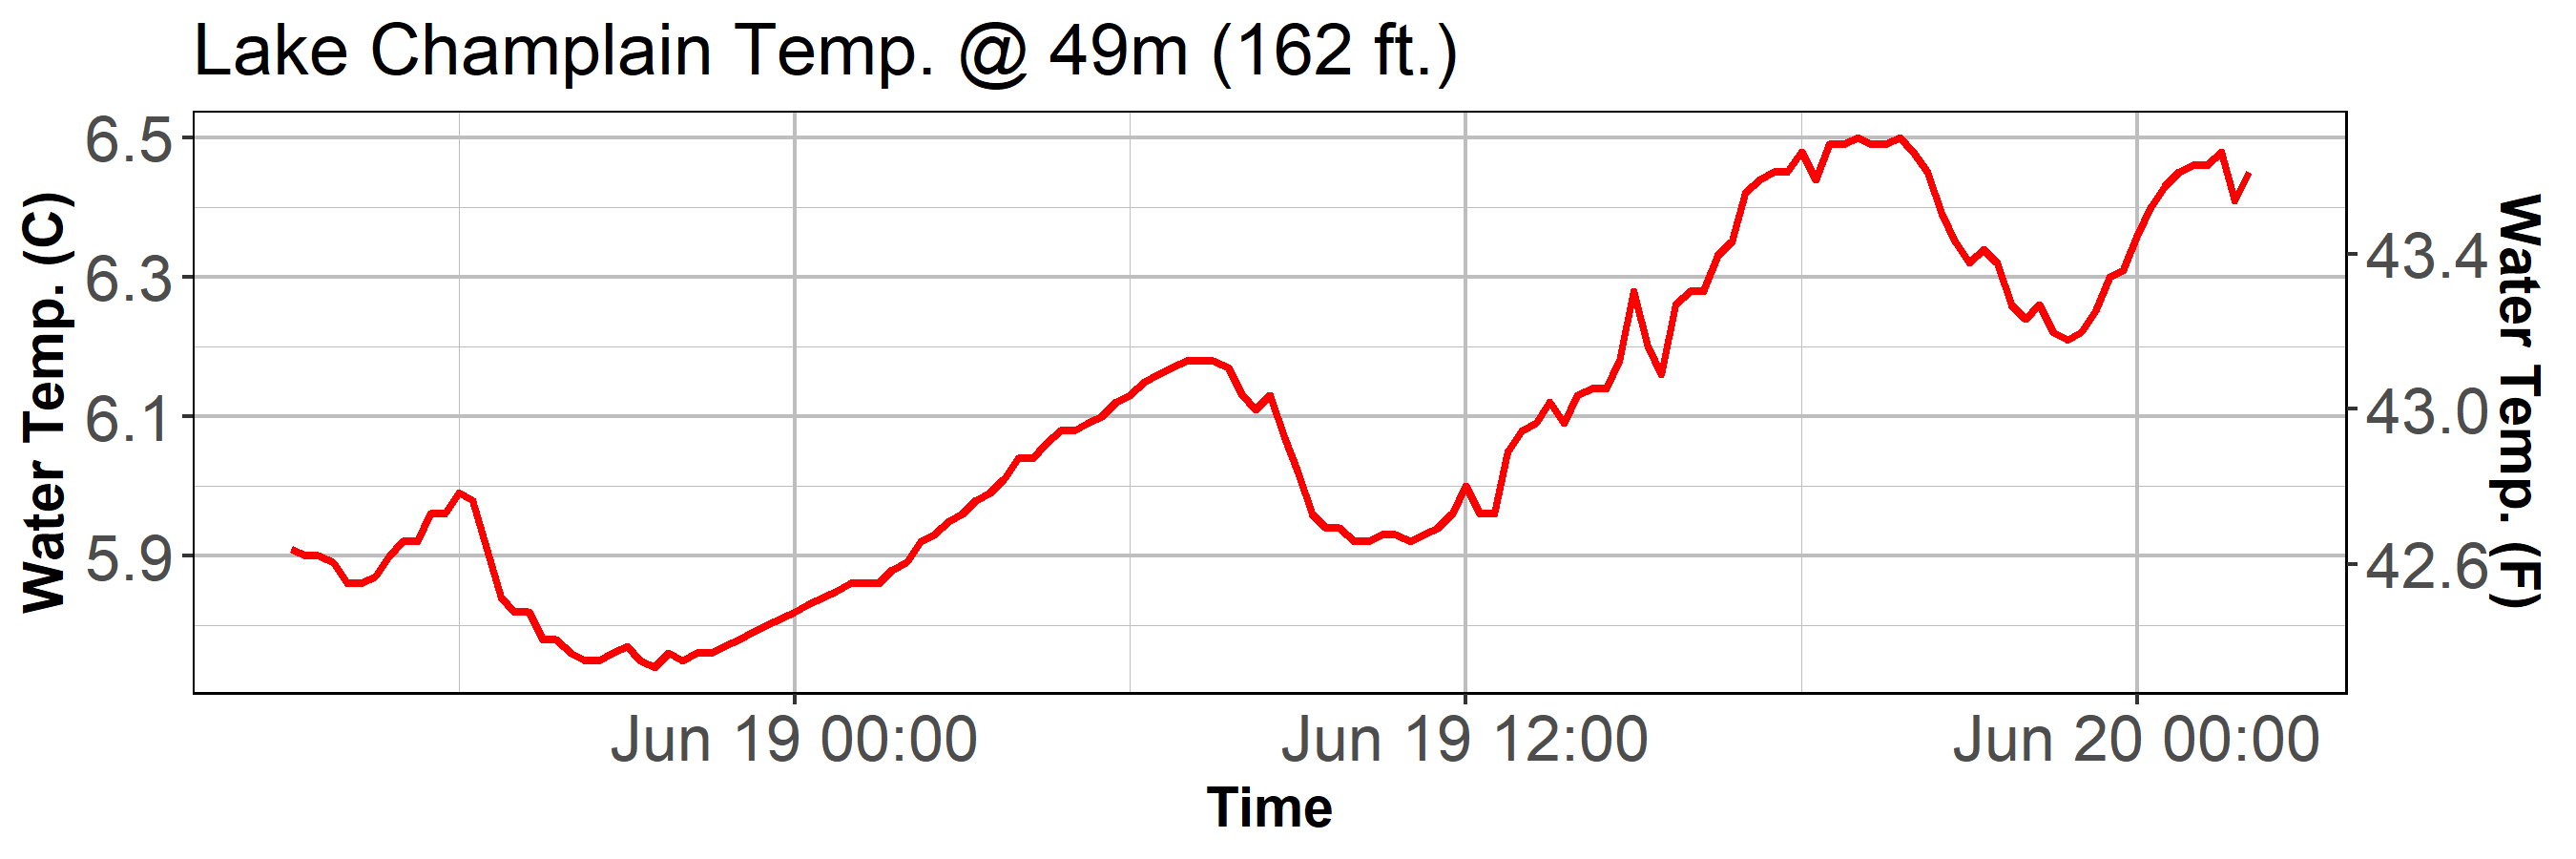 Lake Champlain Temp. @ 49m (162 ft.)
Water Temp. (C)
6.5
6.3
6.1
5.9
43.4
43.0
42.6
Water Temp. (F)
Jun 19 00:00
Jun 19 12:00
Jun 20 00:00
Time